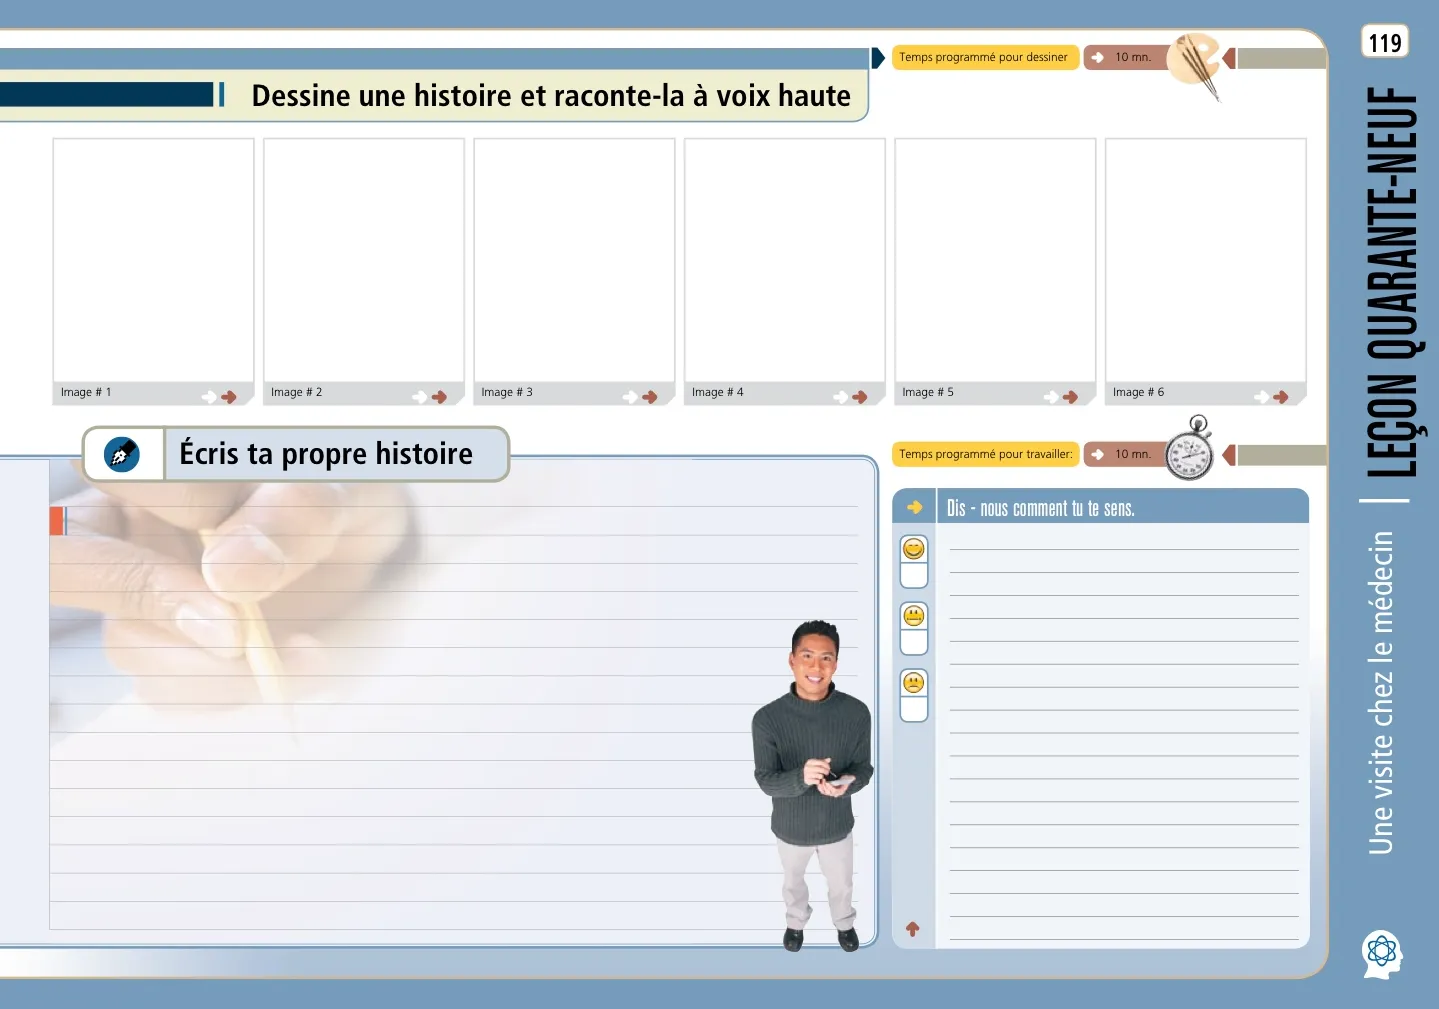 119
Temps programmé pour dessiner
10 mn.
Dessine une histoire et raconte-la à voix haute
Image # 1
Image # 2
Image # 3
Image # 4
Image # 5
Image # 6
Écris ta propre histoire
Temps programmé pour travailler:
10 mn.
Dis - nous comment tu te sens.
LEÇON QUARANTE-NEUF
Une visite chez le médecin